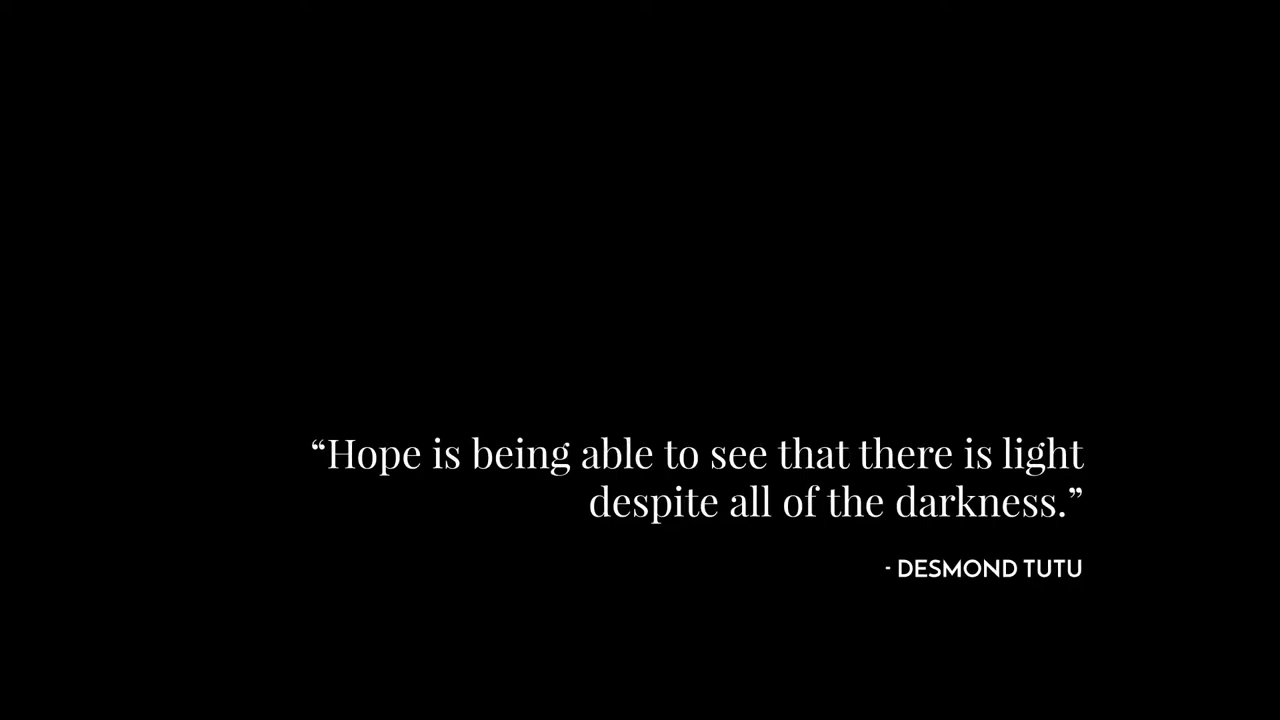 “Hope is being able to see that there is light
despite all of the darkness.”
- DESMOND TUTU